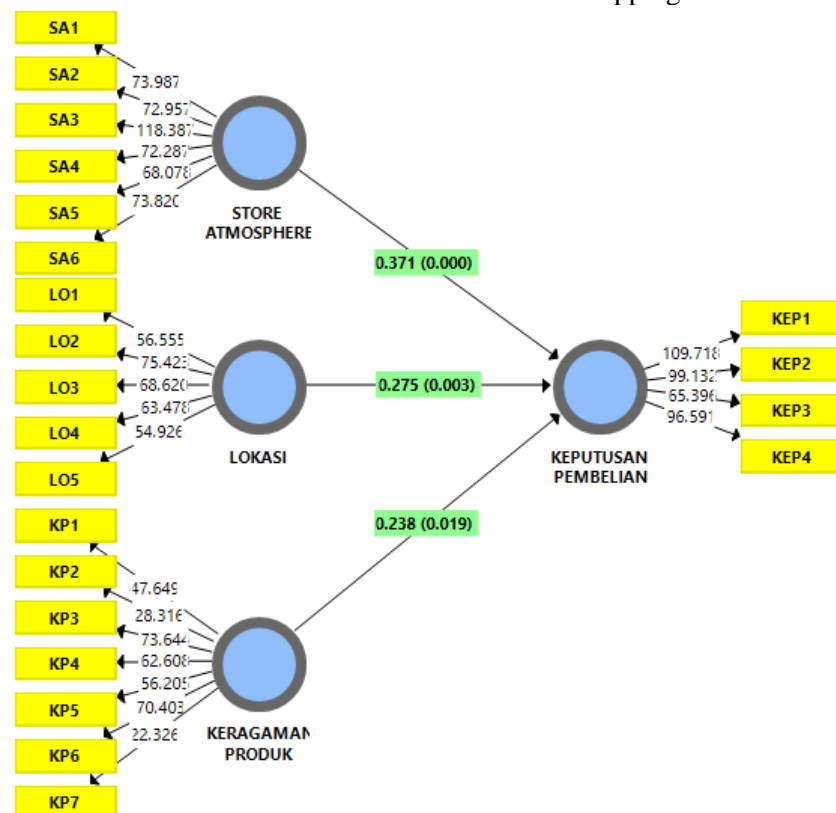 pping
SA1
SA2
SA3
SA4
SA5
SA6
73.987
72.957
118.387
72.287
68.078
73.820
STORE
ATMOSPHERE
0.371 (0.000)
LO1
LO2
LO3
LO4
LO5
56.555
75.423
68.620
63.478
54.926
LOKASI
0.275 (0.003)
KP1
KP2
KP3
KP4
KP5
KP6
KP7
47.649
28.316
73.644
62.608
56.205
70.403
22.326
KERAGAMAN
PRODUK
0.238 (0.019)
KEPUTUSAN
PEMBELIAN
109.718
99.132
65.396
96.591
KEP1
KEP2
KEP3
KEP4